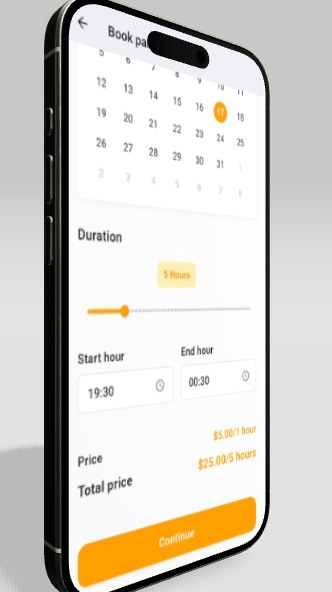 Book pa
5 6 7 8 9 10 11
12 13 14 15 16 17 18
19 20 21 22 23 24 25
26 27 28 29 30 31 1
2 3 4 5 6 7 8
Duration
5 Hours
Start hour End hour
19:30 00:30
Price $5.00/1 hour
Total price $25.00/5 hours
Continue